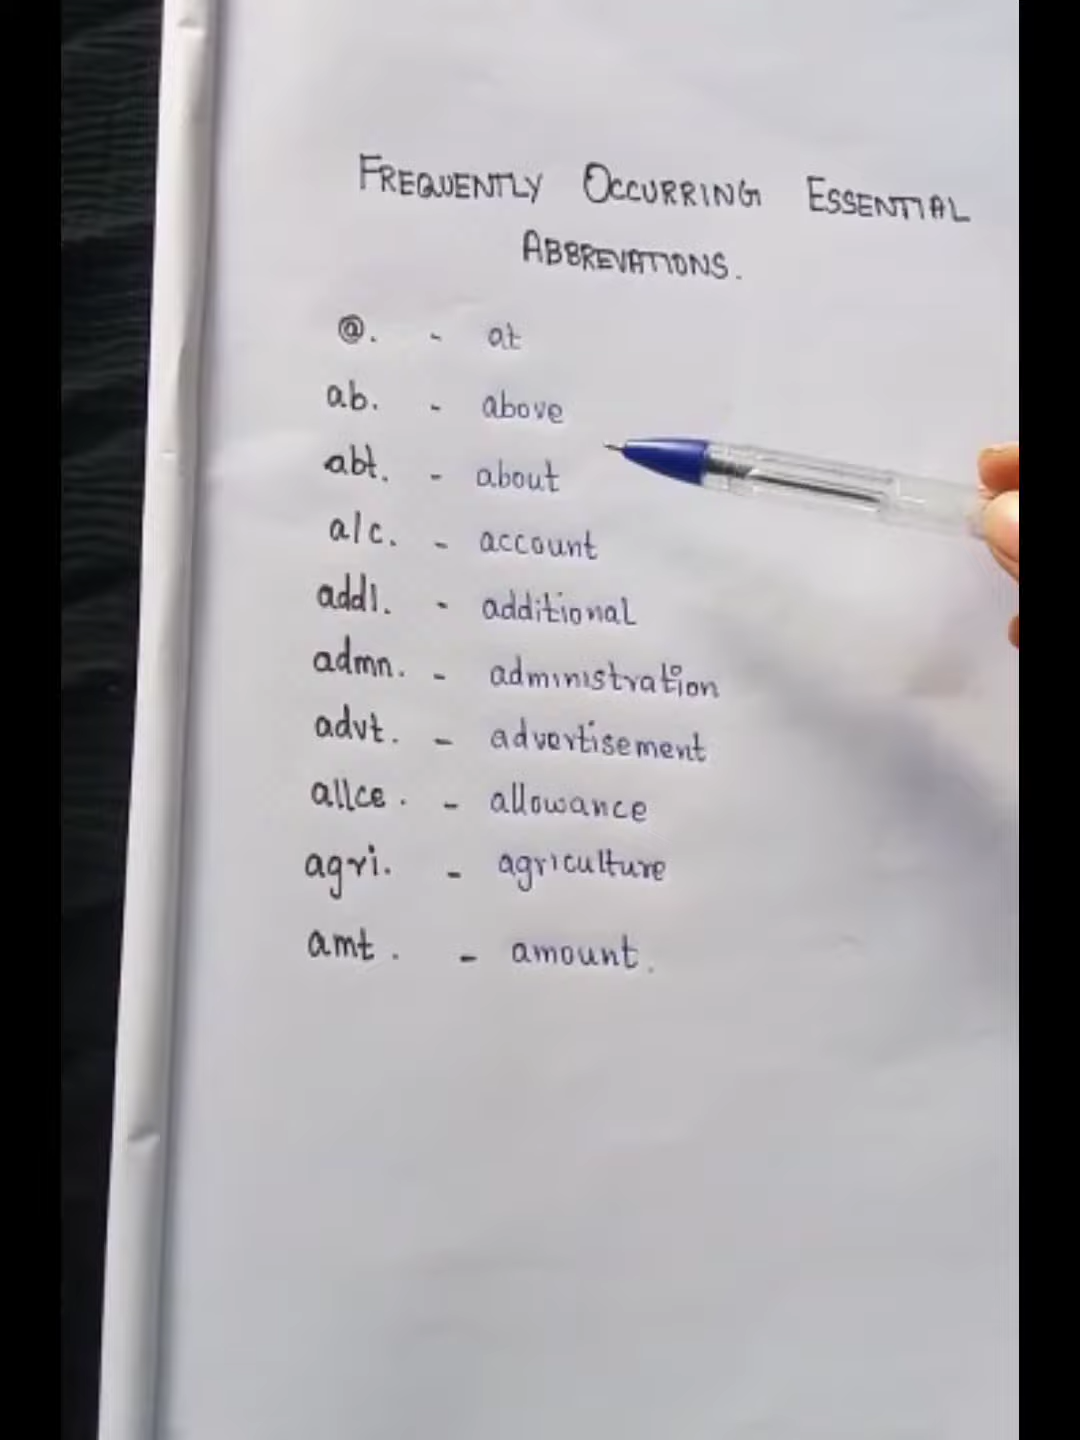 FREQUENTLY OCCURRING ESSENTIAL
ABBREVATIONS.
@. - at
ab. - above
abt. - about
a/c. - account
addl. - additional
admn. - administration
advt. - advertisement
allce. - allowance
agri. - agriculture
amt. - amount.